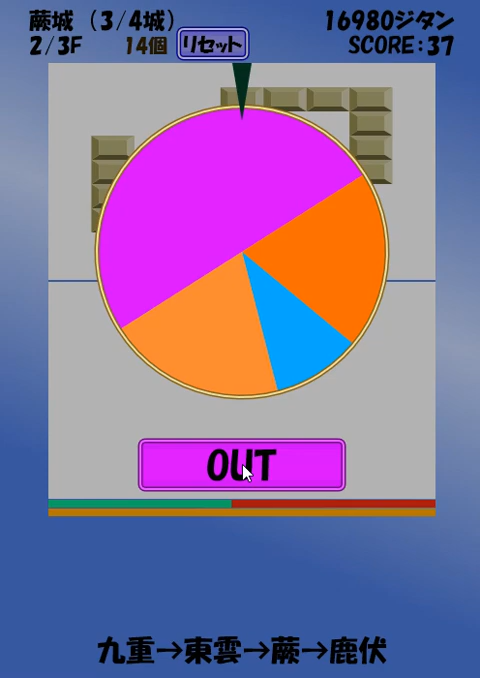 蕨城（3/4城）
16980ジタン
2/3F
14個
リセット
SCORE:37
OUT
九重→東雲→蕨→鹿伏